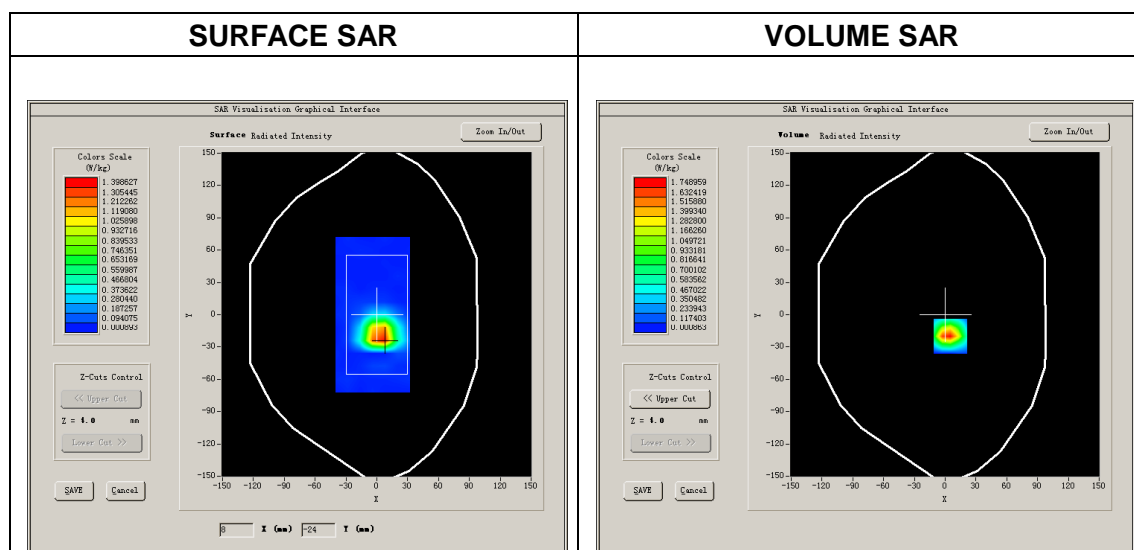 SURFACE SAR
VOLUME SAR
SAR Visualisation Graphical Interface
Surface Radiated Intensity
Zoom In/Out
Colors Scale
(W/kg)
1.398627
1.305445
1.212262
1.119080
1.025898
0.932716
0.839533
0.746351
0.653169
0.559987
0.466804
0.373622
0.280440
0.187257
0.094075
0.000893
150
120
90
60
30
0
-30
-60
-90
-120
-150
Y
-150 -120 -90 -60 -30 0 30 60 90 120 150
X
Z-Cuts Control
<< Upper Cut
Z = 4.0 mm
Lower Cut >>
SAVE Cancel
8 X (mm) -24 Y (mm)
SAR Visualisation Graphical Interface
Volume Radiated Intensity
Zoom In/Out
Colors Scale
(W/kg)
1.748959
1.632419
1.515880
1.399340
1.282800
1.166260
1.049721
0.933181
0.816641
0.700102
0.583562
0.467022
0.350482
0.233943
0.117403
0.000863
150
120
90
60
30
0
-30
-60
-90
-120
-150
Y
-150 -120 -90 -60 -30 0 30 60 90 120 150
X
Z-Cuts Control
<< Upper Cut
Z = 4.0 mm
Lower Cut >>
SAVE Cancel